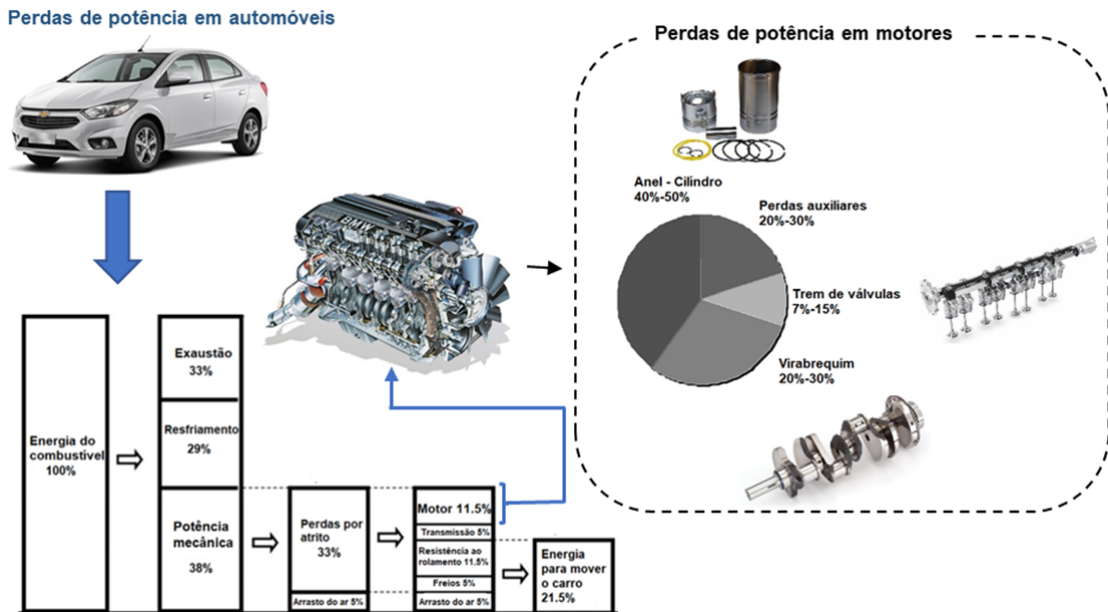 Perdas de potência em automóveis
Perdas de potência em motores
Anel - Cilindro
40%-50%
Perdas auxiliares
20%-30%
Trem de válvulas
7%-15%
Virabrequim
20%-30%
BMW
Energia do
combustível
100%
Exaustão
33%
Resfriamento
29%
Potência
mecânica
38%
Perdas por
atrito
33%
Arrasto do ar 5%
Motor 11.5%
Transmissão 5%
Resistência ao
rolamento 11.5%
Freios 5%
Arrasto do ar 5%
Energia
para mover
o carro
21.5%